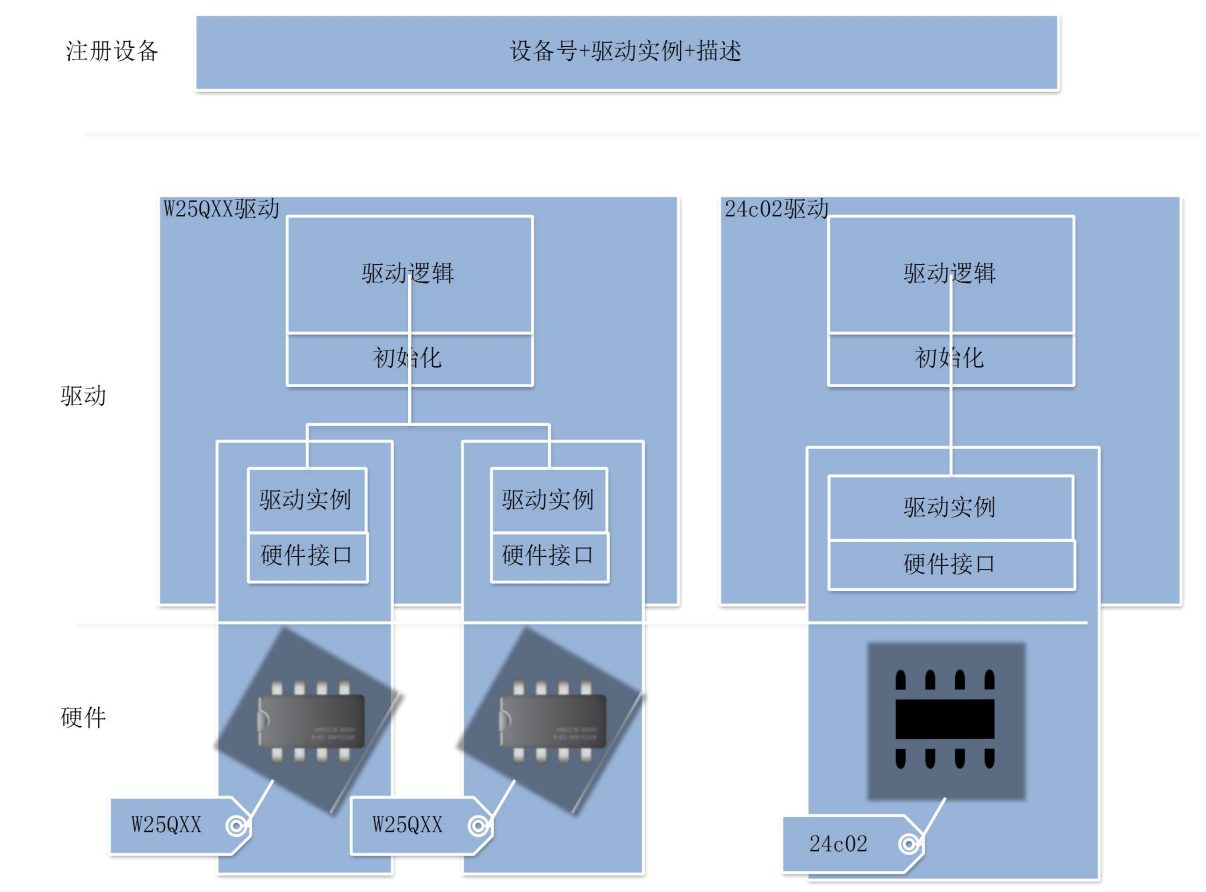 注册设备
设备号+驱动实例+描述
W25QXX驱动
24c02驱动
驱动逻辑
驱动逻辑
初始化
初始化
驱动
驱动实例
驱动实例
驱动实例
硬件接口
硬件接口
硬件接口
硬件
W25QXX
W25QXX
24c02